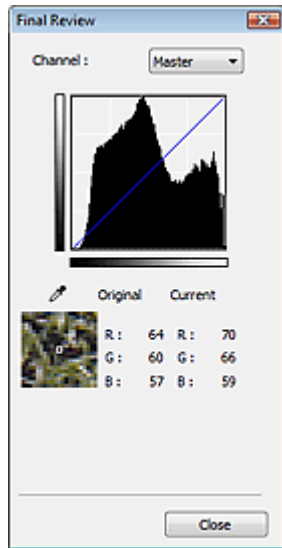 Final Review
Channel : Master
Original Current
R : 64 R : 70
G : 60 G : 66
B : 57 B : 59
Close